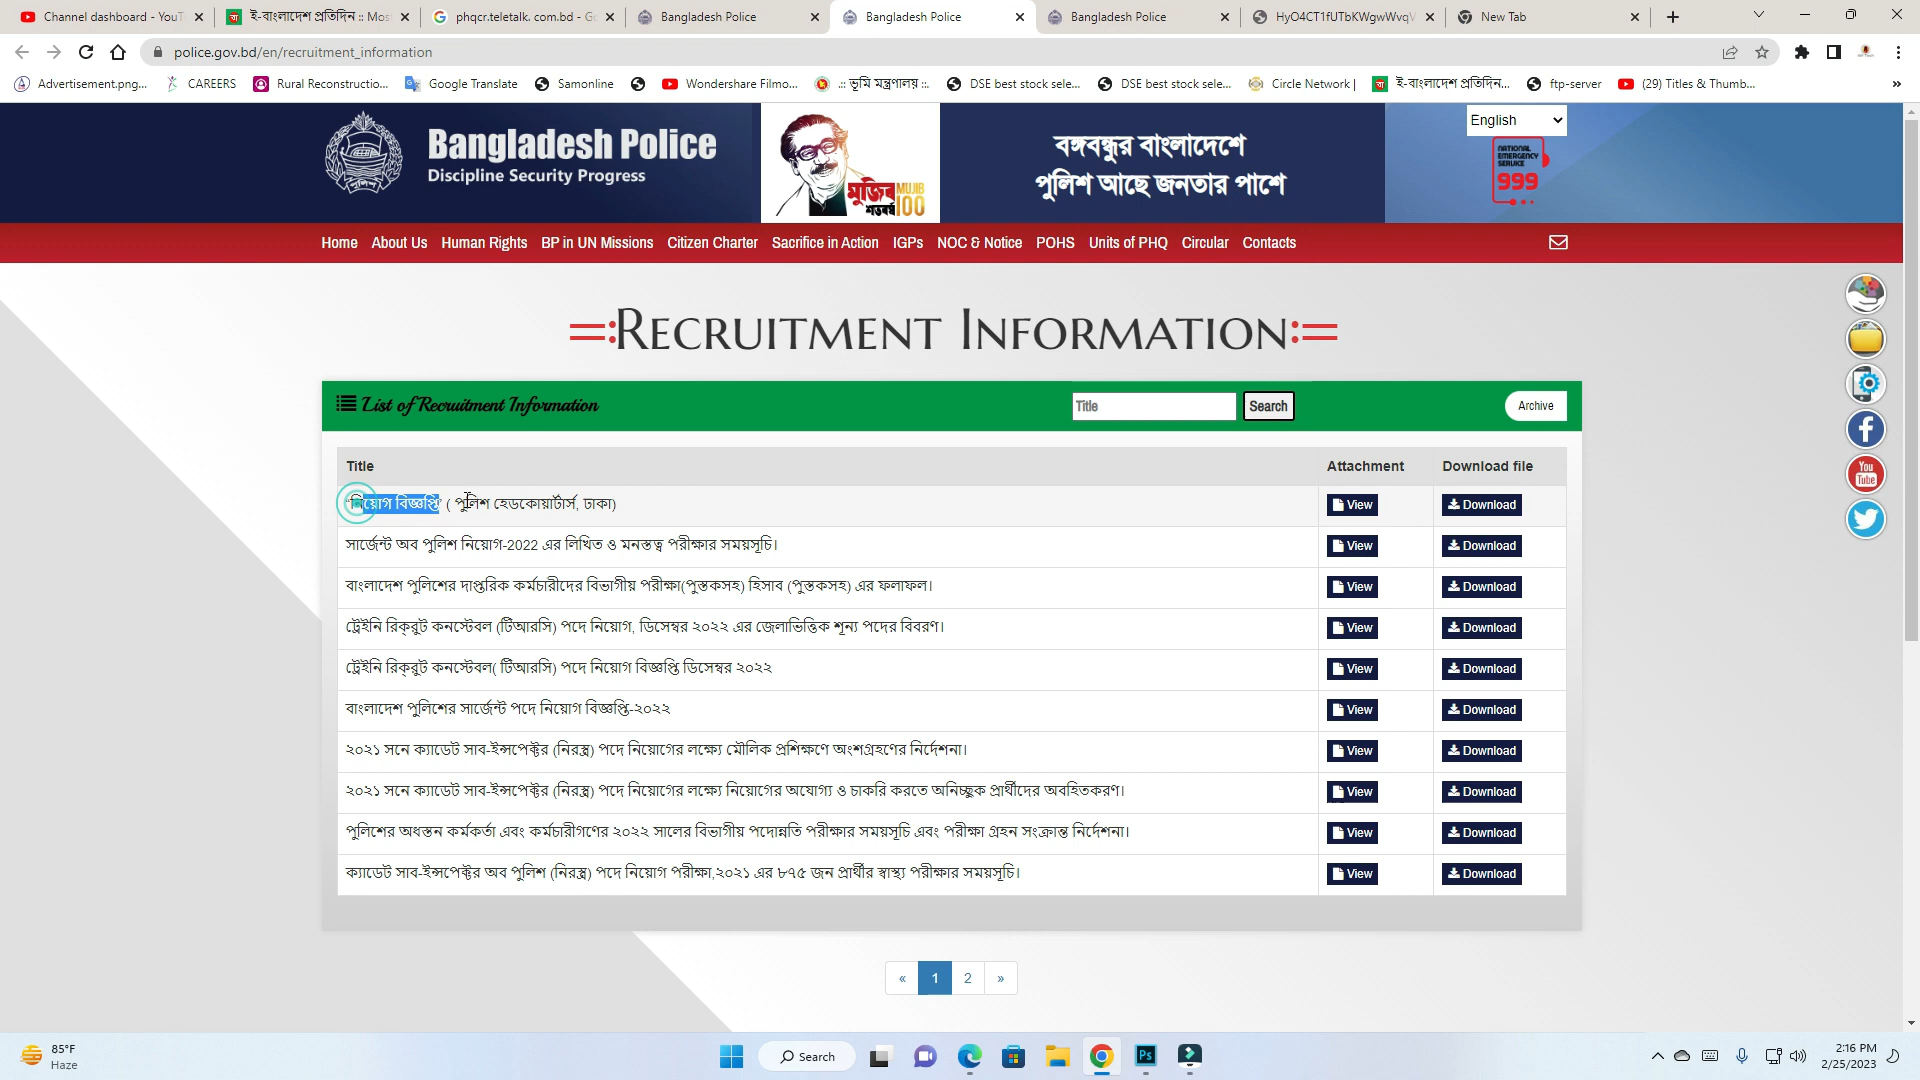 Channel dashboard - YouT
ই-বাংলাদেশ প্রতিদিন :: Mos
phqcr.teletalk. com.bd - Go
Bangladesh Police
Bangladesh Police
Bangladesh Police
HyO4CT1fUTbKWgwWvqV
New Tab
police.gov.bd/en/recruitment_information
Advertisement.png...
CAREERS
Rural Reconstructio...
Google Translate
Samonline
Wondershare Filmo...
.:: ভূমি মন্ত্রণালয় ::.
DSE best stock sele...
DSE best stock sele...
Circle Network |
ই-বাংলাদেশ প্রতিদিন...
ftp-server
(29) Titles & Thumb...
»
Bangladesh Police
Discipline Security Progress
মুজিব
শতবর্ষ
MUJIB
100
বঙ্গবন্ধুর বাংলাদেশে
পুলিশ আছে জনতার পাশে
English
NATIONAL
EMERGENCY
SERVICE
999
Home About Us Human Rights BP in UN Missions Citizen Charter Sacrifice in Action IGPs NOC & Notice POHS Units of PHQ Circular Contacts
Recruitment Information
List of Recruitment Information
Title
Search
Archive
Title Attachment Download file
“নিয়োগ বিজ্ঞপ্তি” ( পুলিশ হেডকোয়ার্টার্স, ঢাকা) View Download
সার্জেন্ট অব পুলিশ নিয়োগ-2022 এর লিখিত ও মনস্তত্ব পরীক্ষার সময়সূচি। View Download
বাংলাদেশ পুলিশের দাপ্তরিক কর্মচারীদের বিভাগীয় পরীক্ষা(পুস্তকসহ) হিসাব (পুস্তকসহ) এর ফলাফল। View Download
ট্রেইনি রিক্রুট কনস্টেবল (টিআরসি) পদে নিয়োগ, ডিসেম্বর ২০২২ এর জেলাভিত্তিক শূন্য পদের বিবরণ। View Download
ট্রেইনি রিক্রুট কনস্টেবল( টিআরসি) পদে নিয়োগ বিজ্ঞপ্তি ডিসেম্বর ২০২২ View Download
বাংলাদেশ পুলিশের সার্জেন্ট পদে নিয়োগ বিজ্ঞপ্তি-২০২২ View Download
২০২১ সনে ক্যাডেট সাব-ইন্সপেক্টর (নিরস্ত্র) পদে নিয়োগের লক্ষ্যে মৌলিক প্রশিক্ষণে অংশগ্রহণের নির্দেশনা। View Download
২০২১ সনে ক্যাডেট সাব-ইন্সপেক্টর (নিরস্ত্র) পদে নিয়োগের লক্ষ্যে নিয়োগের অযোগ্য ও চাকরি করতে অনিচ্ছুক প্রার্থীদের অবহিতকরণ। View Download
পুলিশের অধস্তন কর্মকর্তা এবং কর্মচারীগণের ২০২২ সালের বিভাগীয় পদোন্নতি পরীক্ষার সময়সূচি এবং পরীক্ষা গ্রহন সংক্রান্ত নির্দেশনা। View Download
ক্যাডেট সাব-ইন্সপেক্টর অব পুলিশ (নিরস্ত্র) পদে নিয়োগ পরীক্ষা,২০২১ এর ৮৭৫ জন প্রার্থীর স্বাস্থ্য পরীক্ষার সময়সূচি। View Download
« 1 2 »
You
Tube
85°F
Haze
Search
Ps
2:16 PM
2/25/2023